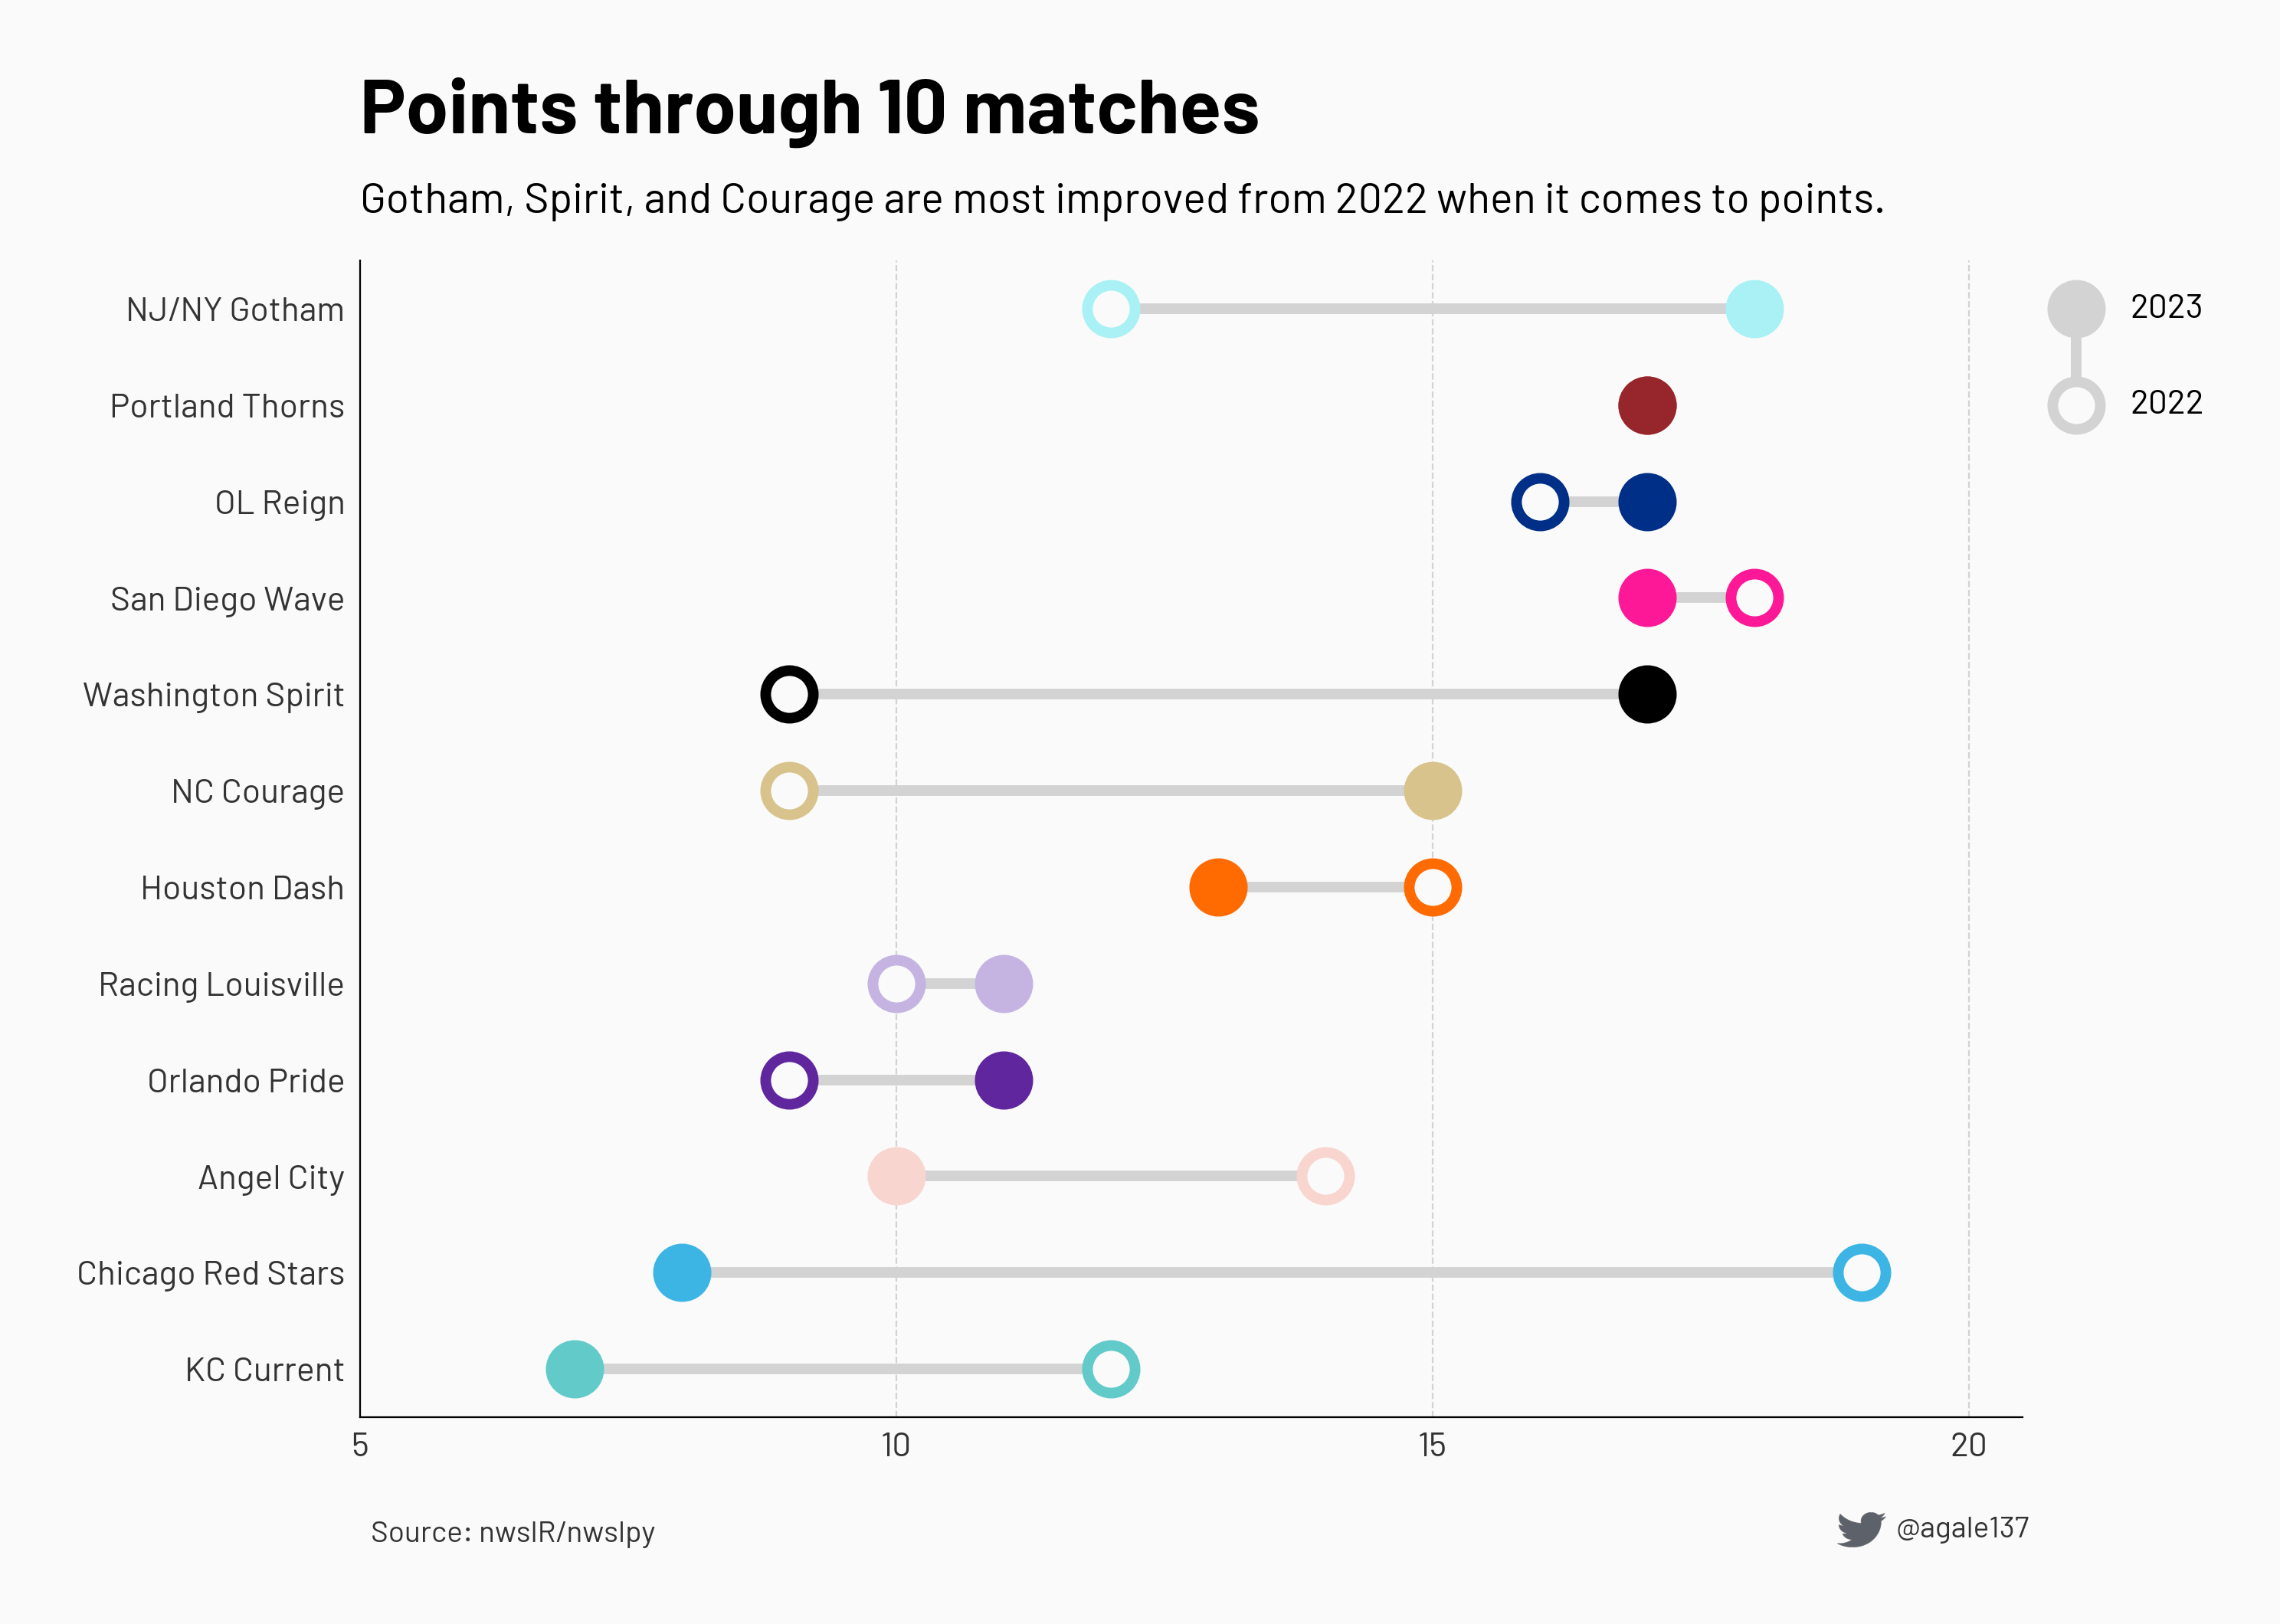 Points through 10 matches
Gotham, Spirit, and Courage are most improved from 2022 when it comes to points.
NJ/NY Gotham
2023
Portland Thorns
2022
OL Reign
San Diego Wave
Washington Spirit
NC Courage
Houston Dash
Racing Louisville
Orlando Pride
Angel City
Chicago Red Stars
KC Current
5 10 15 20
Source: nwslR/nwslpy
@agale137